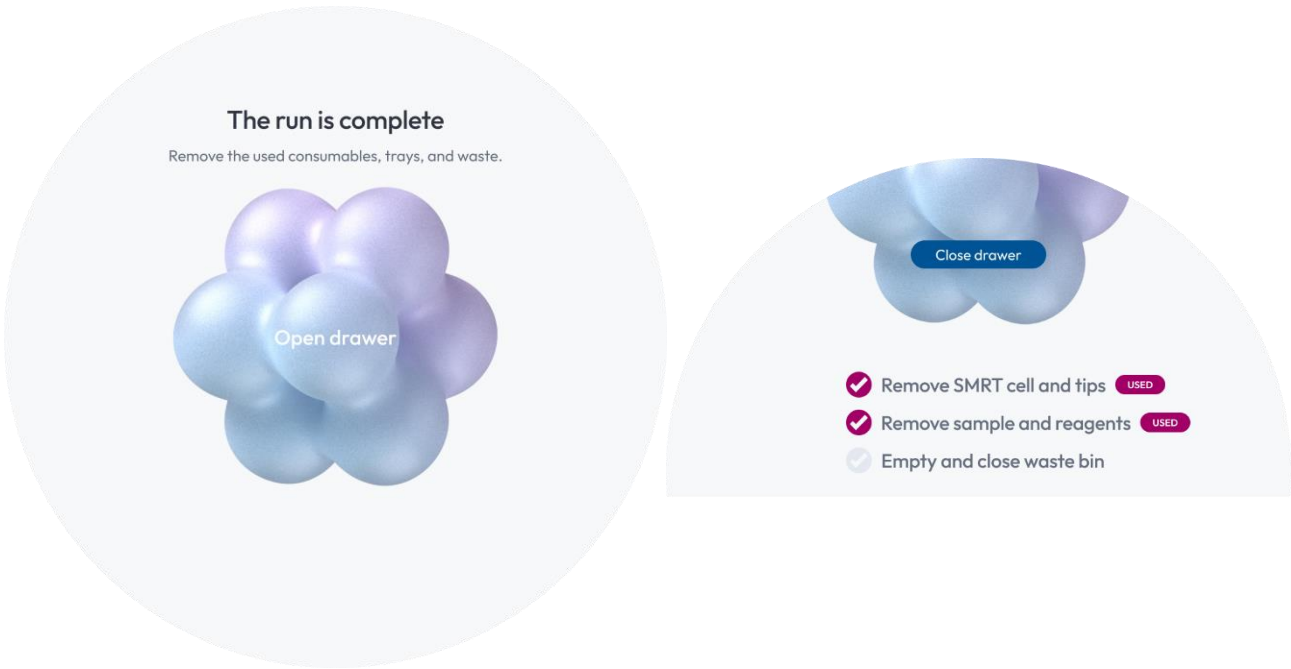 The run is complete
Remove the used consumables, trays, and waste.
Open drawer
Close drawer
Remove SMRT cell and tips USED
Remove sample and reagents USED
Empty and close waste bin